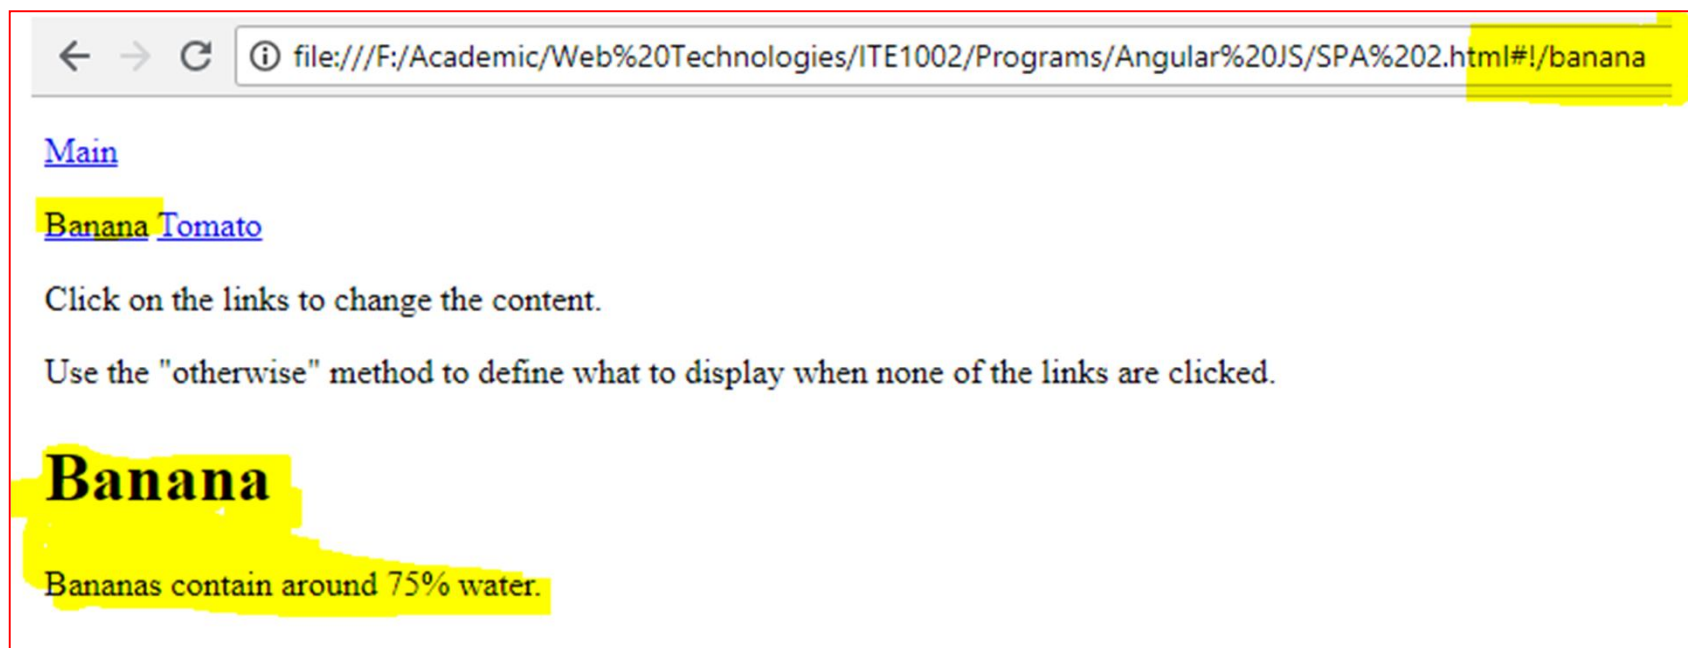 file:///F:/Academic/Web%20Technologies/ITE1002/Programs/Angular%20JS/SPA%202.html#!/banana
Main
Banana Tomato
Click on the links to change the content.
Use the "otherwise" method to define what to display when none of the links are clicked.
Banana
Bananas contain around 75% water.